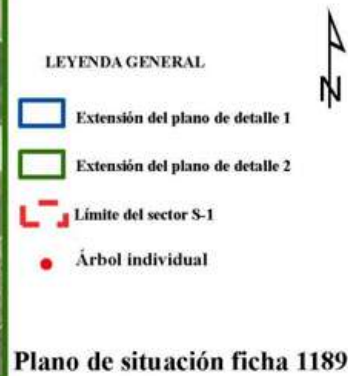 LEYENDA GENERAL
N
Extensión del plano de detalle 1
Extensión del plano de detalle 2
Límite del sector S-1
Árbol individual
Plano de situación ficha 1189